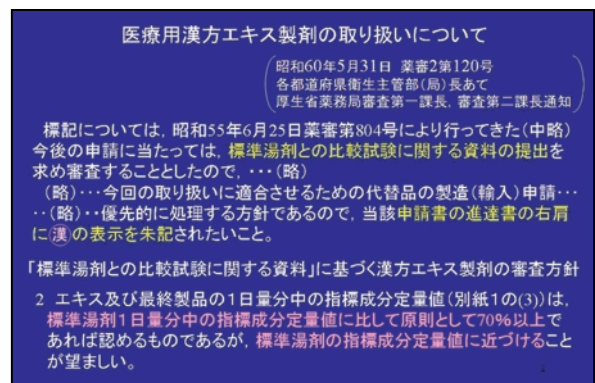 医療用漢方エキス製剤の取り扱いについて
昭和60年5月31日 薬審2第120号
各都道府県衛生主管部(局)長あて
厚生省薬務局審査第一課長, 審査第二課長通知
標記については, 昭和55年6月25日薬審第804号により行ってきた(中略)
今後の申請に当たっては, 標準湯剤との比較試験に関する資料の提出を
求め審査することとしたので, ・・・(略)
(略)・・・今回の取り扱いに適合させるための代替品の製造(輸入)申請・・・
・・(略)・・優先的に処理する方針であるので, 当該申請書の進達書の右肩
に㊊の表示を朱記されたいこと。
「標準湯剤との比較試験に関する資料」に基づく漢方エキス製剤の審査方針
2 エキス及び最終製品の1日量分中の指標成分定量値(別紙1の(3))は,
標準湯剤1日量分中の指標成分定量値に比して原則として70%以上で
あれば認めるものであるが, 標準湯剤の指標成分定量値に近づけること
が望ましい。